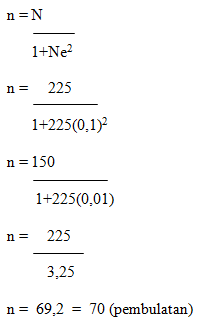 n = N
1+Ne²
n = 225
1+225(0,1)²
n = 150
1+225(0,01)
n = 225
3,25
n = 69,2 = 70 (pembulatan)